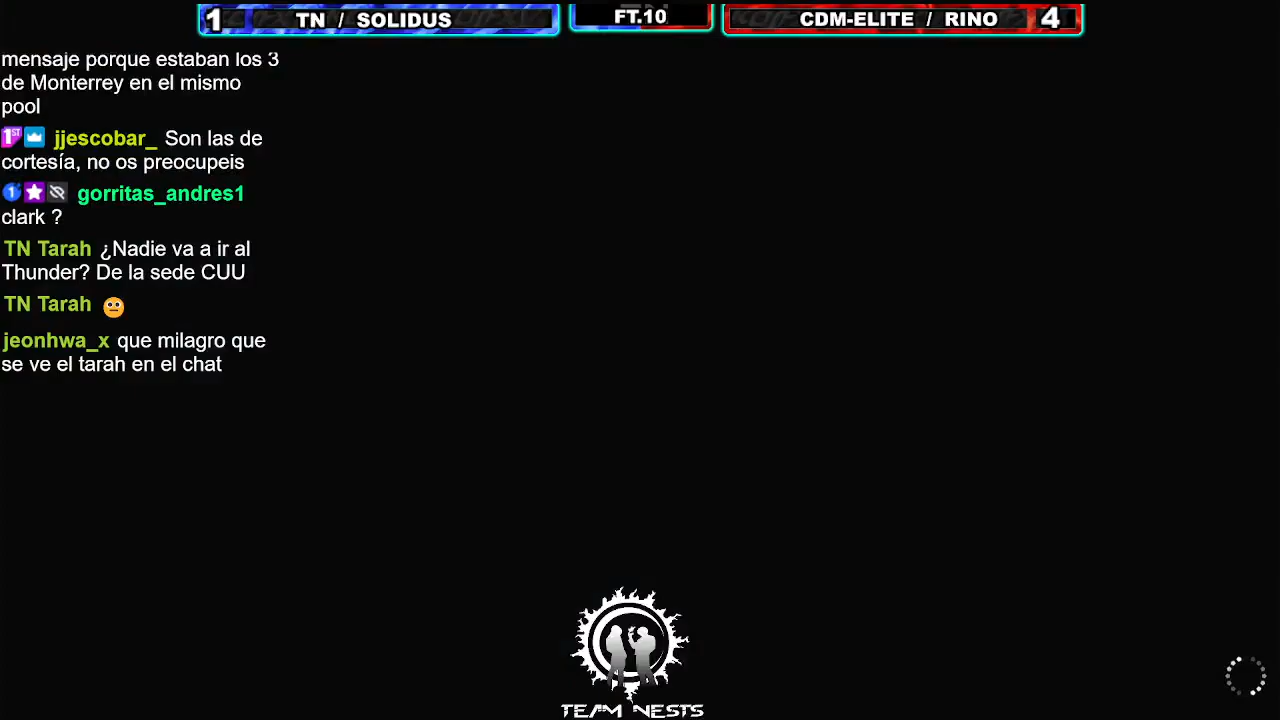 1 TN / SOLIDUS FT.10 CDM-ELITE / RINO 4
mensaje porque estaban los 3
de Monterrey en el mismo
pool
1ST jjescobar_ Son las de
cortesía, no os preocupeis
1 gorritas_andres1
clark ?
TN Tarah ¿Nadie va a ir al
Thunder? De la sede CUU
TN Tarah 😐
jeonhwa_x que milagro que
se ve el tarah en el chat
TEAM NESTS